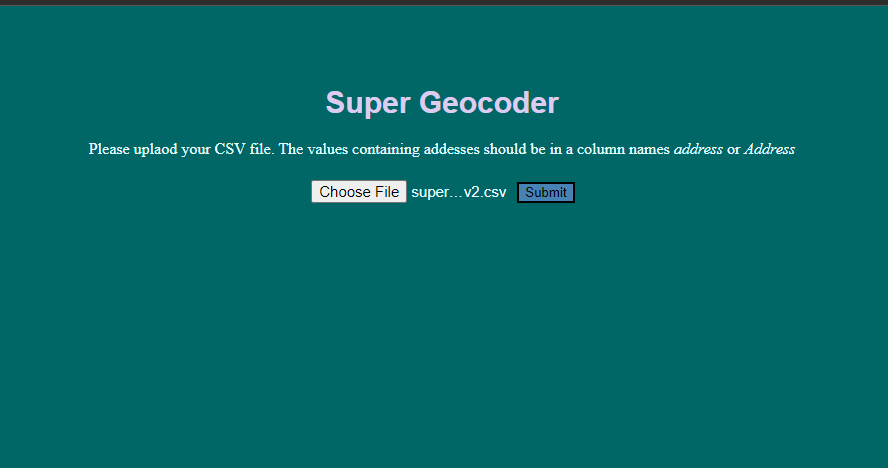 Super Geocoder
Please uplaod your CSV file. The values containing addesses should be in a column names address or Address
Choose File super...v2.csv Submit